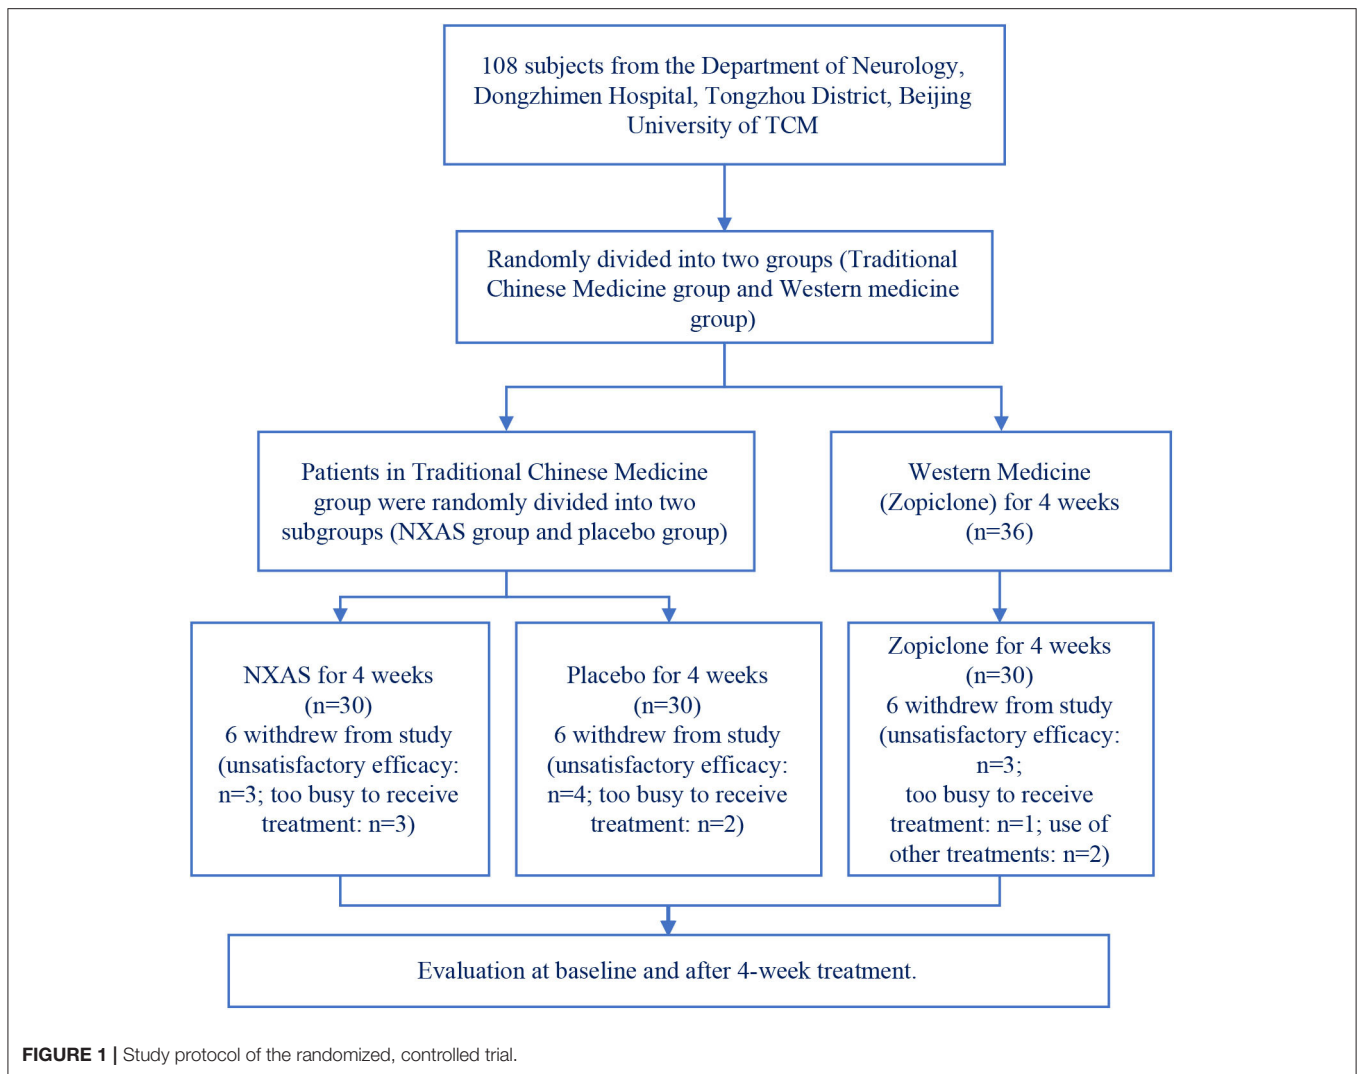 108 subjects from the Department of Neurology,
Dongzhimen Hospital, Tongzhou District, Beijing
University of TCM
Randomly divided into two groups (Traditional
Chinese Medicine group and Western medicine
group)
Patients in Traditional Chinese Medicine
group were randomly divided into two
subgroups (NXAS group and placebo group)
Western Medicine
(Zopiclone) for 4 weeks
(n=36)
NXAS for 4 weeks
(n=30)
6 withdrew from study
(unsatisfactory efficacy:
n=3; too busy to receive
treatment: n=3)
Placebo for 4 weeks
(n=30)
6 withdrew from study
(unsatisfactory efficacy:
n=4; too busy to receive
treatment: n=2)
Zopiclone for 4 weeks
(n=30)
6 withdrew from study
(unsatisfactory efficacy:
n=3;
too busy to receive
treatment: n=1; use of
other treatments: n=2)
Evaluation at baseline and after 4-week treatment.
FIGURE 1 | Study protocol of the randomized, controlled trial.